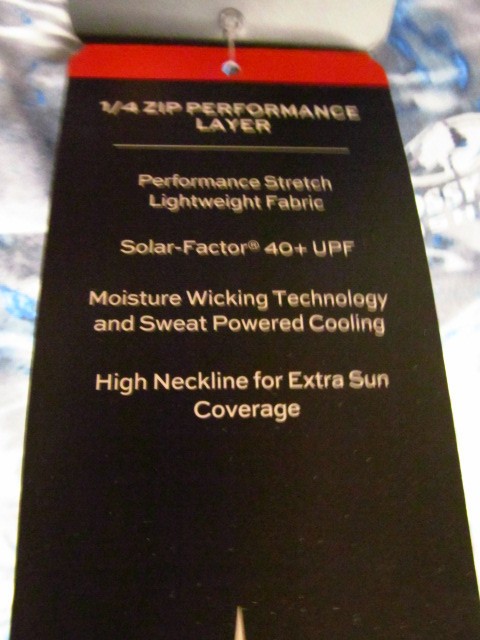 1/4 ZIP PERFORMANCE
LAYER
Performance Stretch
Lightweight Fabric
Solar-Factor® 40+ UPF
Moisture Wicking Technology
and Sweat Powered Cooling
High Neckline for Extra Sun
Coverage